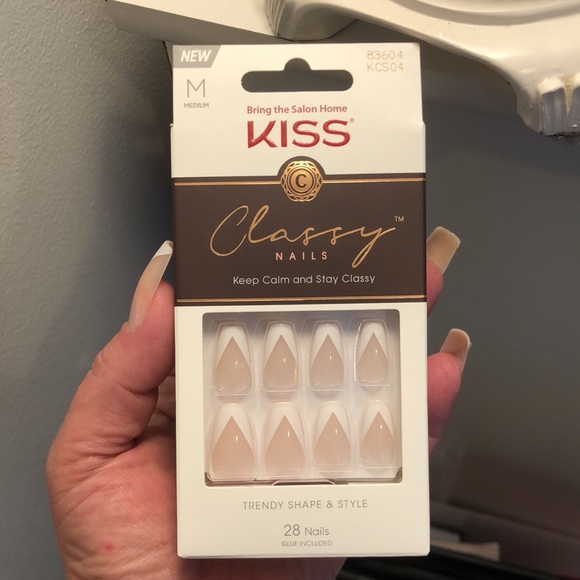 NEW
83604
KCS04
M
MEDIUM
Bring the Salon Home
KISS®
C
Classy™
NAILS
Keep Calm and Stay Classy
TRENDY SHAPE & STYLE
28 Nails
GLUE INCLUDED